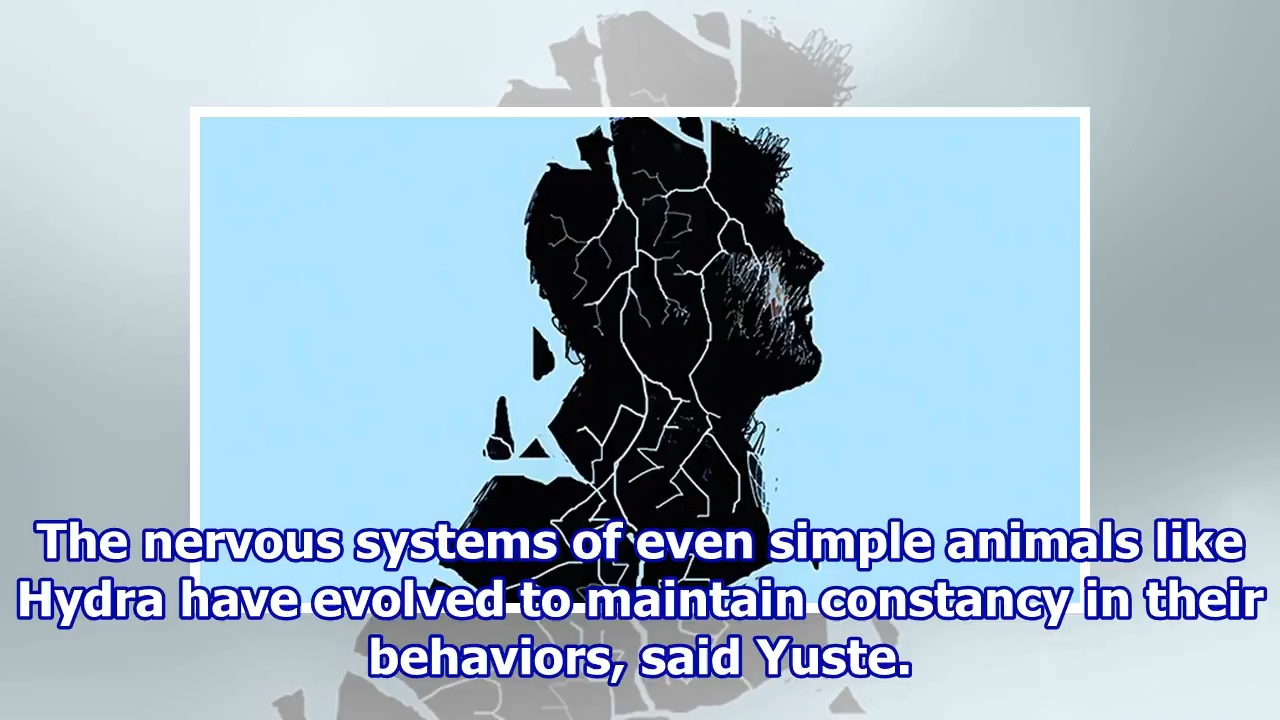 The nervous systems of even simple animals like
Hydra have evolved to maintain constancy in their
behaviors, said Yuste.